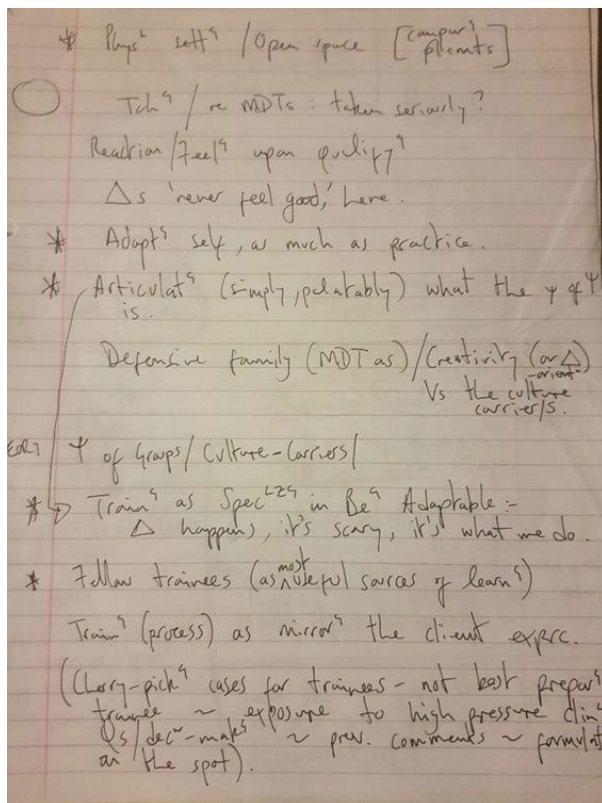 * Phys^L sett^g / Open space [campus
Tch^g / re MDTs : taken seriously?
Reaction/Feel^g upon qualify^g
Δs 'never feel good', here.
* Adapt^g self, as much as practice.
* Articulat^g (simply, palatably) what the ψ of Ψ
is.
Defensive family (MDT as)/Creativity (or Δ)
-orient^n
Vs the culture
carrier/s.
Ψ of Groups/ Culture-Carriers/
* Train^g as Spec^Lzg in Be^g Adaptable :-
Δ happens, it's scary, it's what we do.
* Fellow trainees (as most useful sources of learn^g)
Train^g (process) as mirror^g the client exprc.
(Cherry-pick^g cases for trainees - not best prepar^g
trainee ~ exposure to high pressure clin^L
Qs/dec^n-mak^g ~ prev. comments ~ formulat
on the spot).